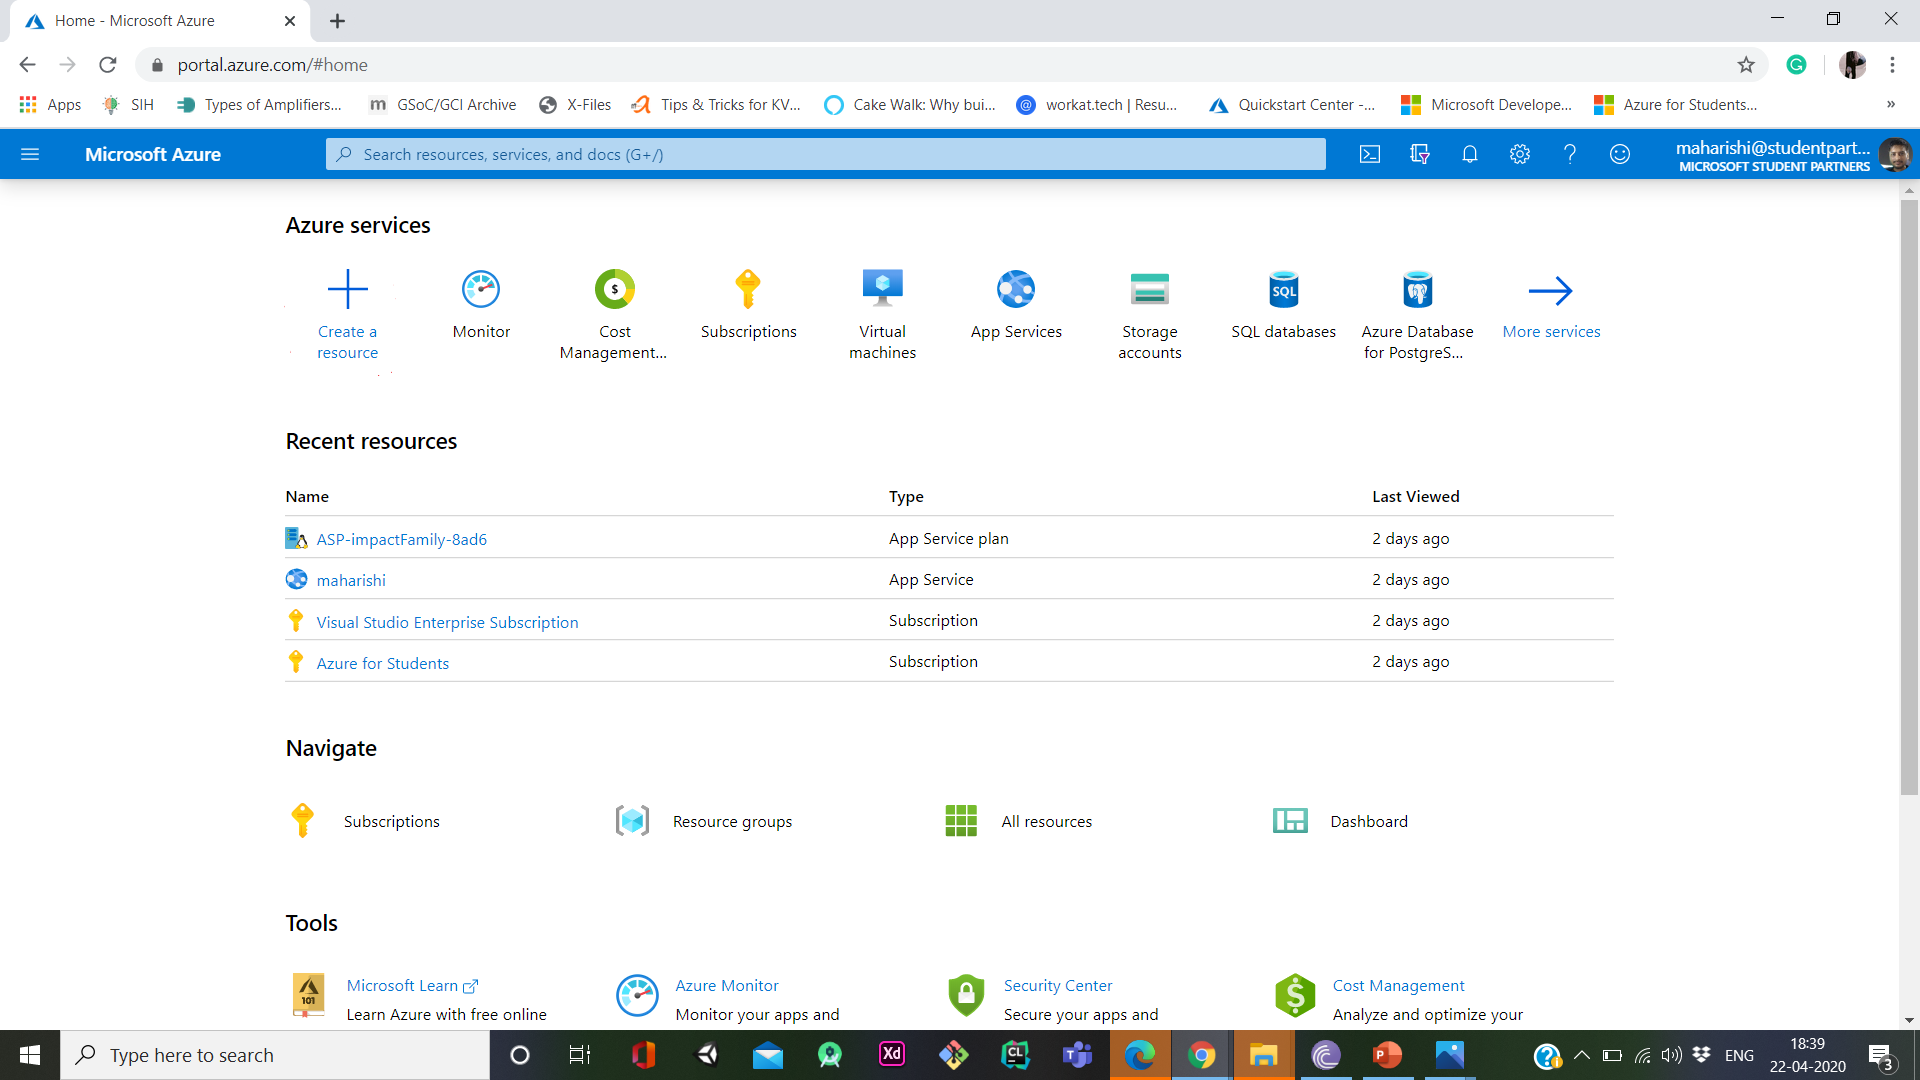 Home - Microsoft Azure
portal.azure.com/#home
Apps SIH Types of Amplifiers... GSoC/GCI Archive X-Files Tips & Tricks for KV... Cake Walk: Why bui... workat.tech | Resu... Quickstart Center -... Microsoft Develope... Azure for Students... »
Microsoft Azure
Search resources, services, and docs (G+/)
maharishi@studentpart...
MICROSOFT STUDENT PARTNERS
Azure services
Create a resource
Monitor
Cost Management...
Subscriptions
Virtual machines
App Services
Storage accounts
SQL
SQL databases
Azure Database for PostgreS...
More services
Recent resources
Name Type Last Viewed
ASP-impactFamily-8ad6 App Service plan 2 days ago
maharishi App Service 2 days ago
Visual Studio Enterprise Subscription Subscription 2 days ago
Azure for Students Subscription 2 days ago
Navigate
Subscriptions Resource groups All resources Dashboard
Tools
101
Microsoft Learn
Learn Azure with free online
Azure Monitor
Monitor your apps and
Security Center
Secure your apps and
Cost Management
Analyze and optimize your
Type here to search
Xd
CL
ENG
18:39
22-04-2020
3